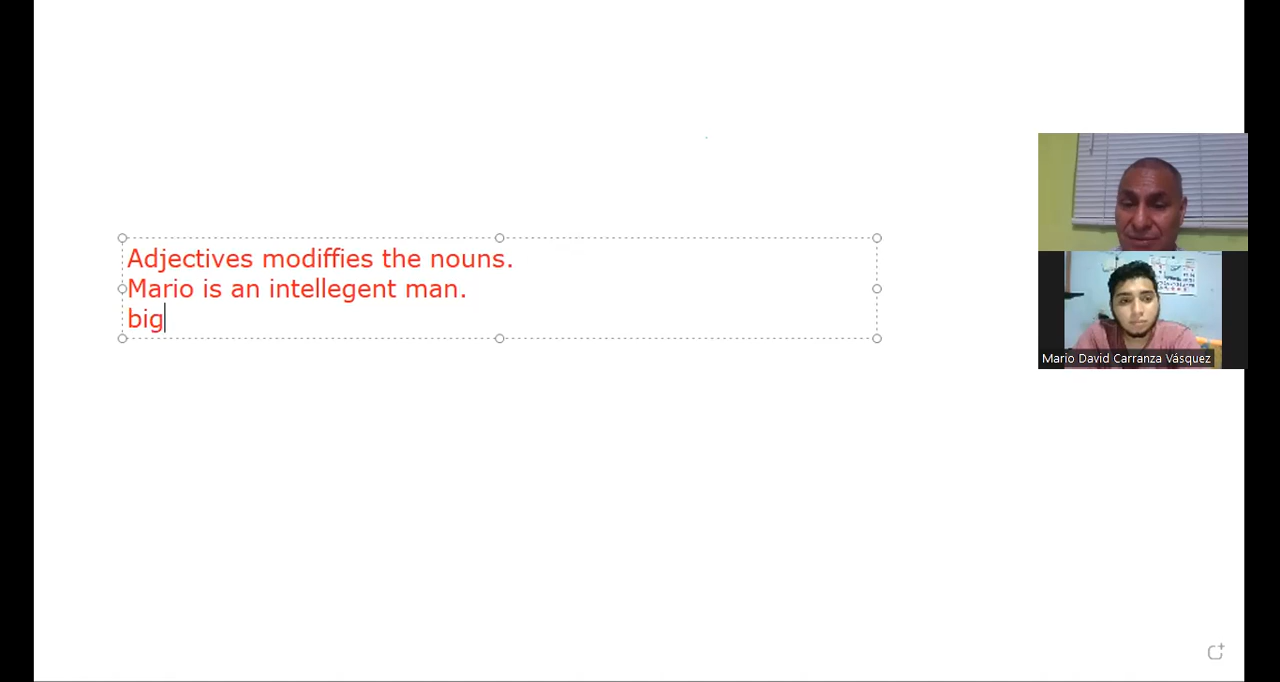 Adjectives modiffies the nouns.
Mario is an intellegent man.
big
Mario David Carranza Vásquez